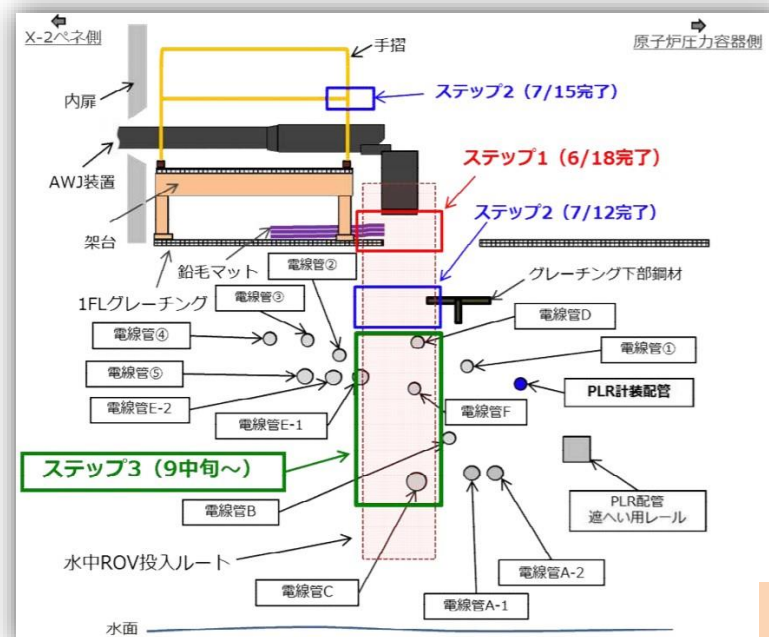 X-2ペネ側
原子炉圧力容器側
手摺
内扉
ステップ2（7/15完了）
AWJ装置
ステップ1（6/18完了）
架台
ステップ2（7/12完了）
鉛毛マット
電線管②
グレーチング下部鋼材
1FLグレーチング
電線管③
電線管D
電線管④
電線管①
電線管⑤
PLR計装配管
電線管E-2
電線管E-1
電線管F
ステップ3（9中旬～）
電線管B
PLR配管
遮へい用レール
水中ROV投入ルート
電線管C
電線管A-2
電線管A-1
水面